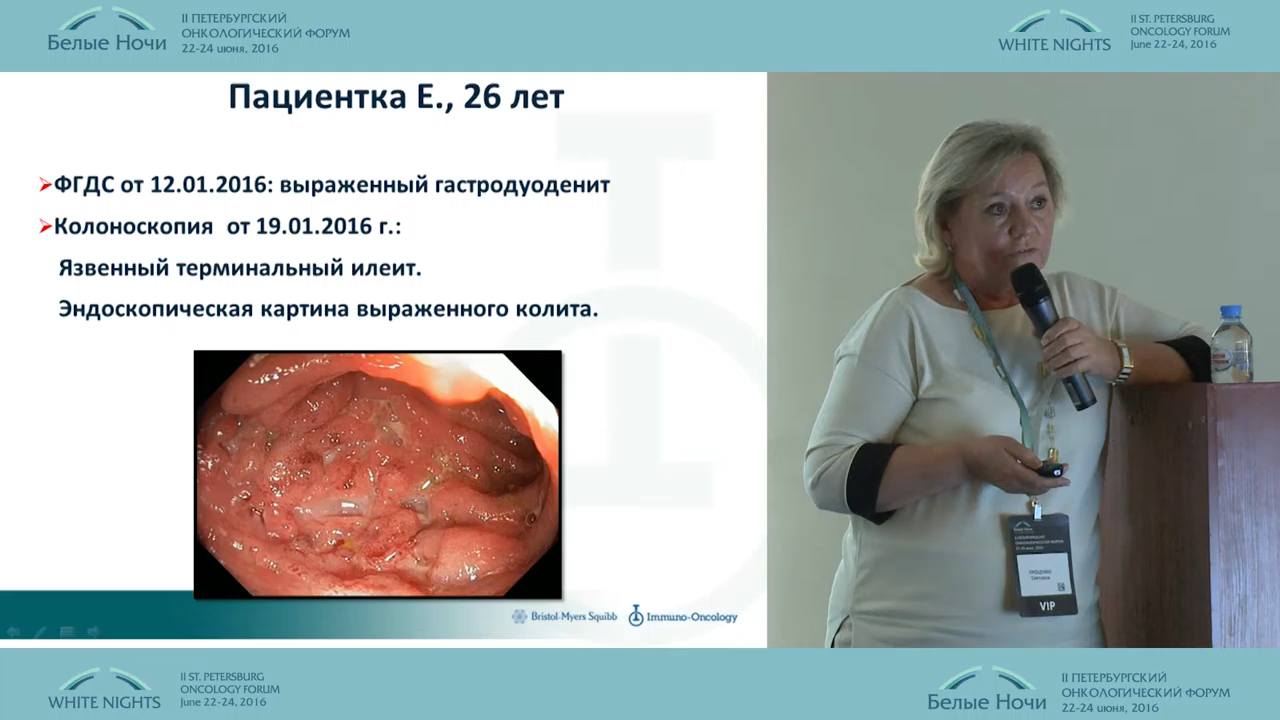 Белые Ночи
II ПЕТЕРБУРГСКИЙ
ОНКОЛОГИЧЕСКИЙ ФОРУМ
22-24 июня, 2016
WHITE NIGHTS
II ST. PETERSBURG
ONCOLOGY FORUM
June 22-24, 2016
Пациентка Е., 26 лет
ФГДС от 12.01.2016: выраженный гастродуоденит
Колоноскопия от 19.01.2016 г.:
Язвенный терминальный илеит.
Эндоскопическая картина выраженного колита.
Bristol-Myers Squibb
Immuno-Oncology
VIP
WHITE NIGHTS
II ST. PETERSBURG
ONCOLOGY FORUM
June 22-24, 2016
Белые Ночи
II ПЕТЕРБУРГСКИЙ
ОНКОЛОГИЧЕСКИЙ ФОРУМ
22-24 июня, 2016